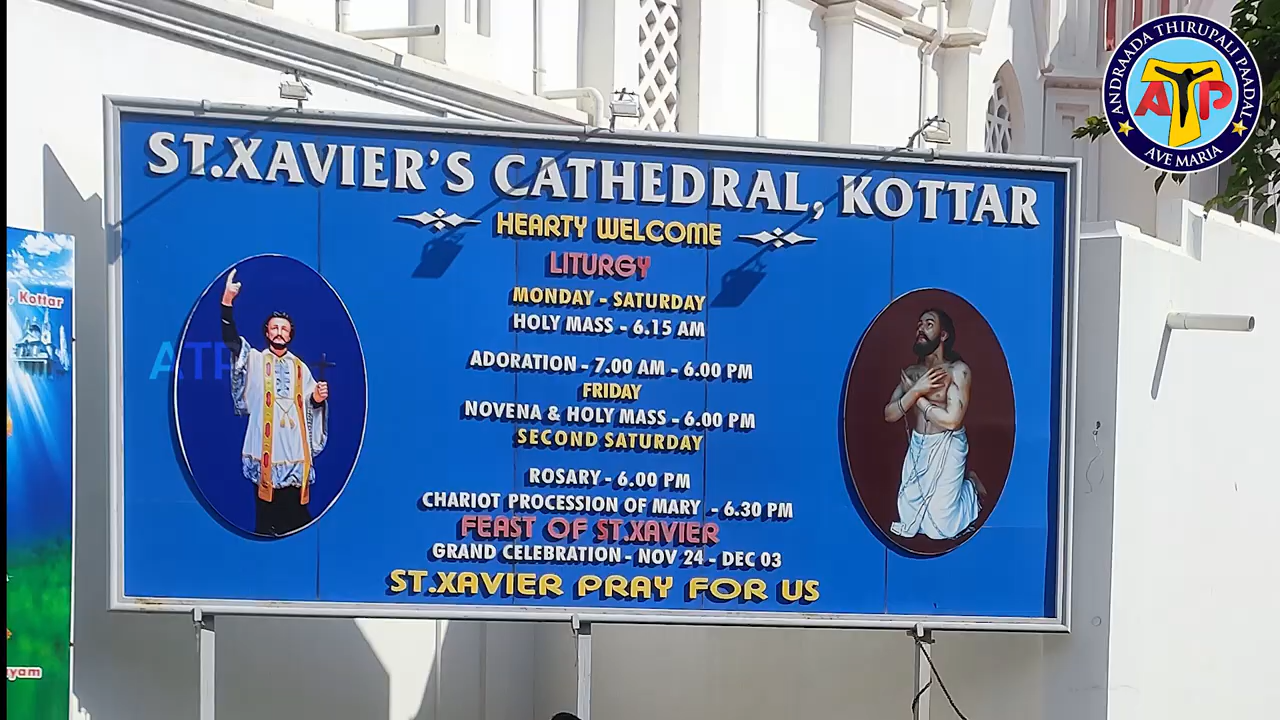 ANDRAADA THIRUPALI PAADAL
ATP
AVE MARIA
ST.XAVIER'S CATHEDRAL, KOTTAR
HEARTY WELCOME
LITURGY
MONDAY - SATURDAY
HOLY MASS - 6.15 AM
ADORATION - 7.00 AM - 6.00 PM
FRIDAY
NOVENA & HOLY MASS - 6.00 PM
SECOND SATURDAY
ROSARY - 6.00 PM
CHARIOT PROCESSION OF MARY - 6.30 PM
FEAST OF ST.XAVIER
GRAND CELEBRATION - NOV 24 - DEC 03
ST.XAVIER PRAY FOR US
ATP
, Kottar
yam